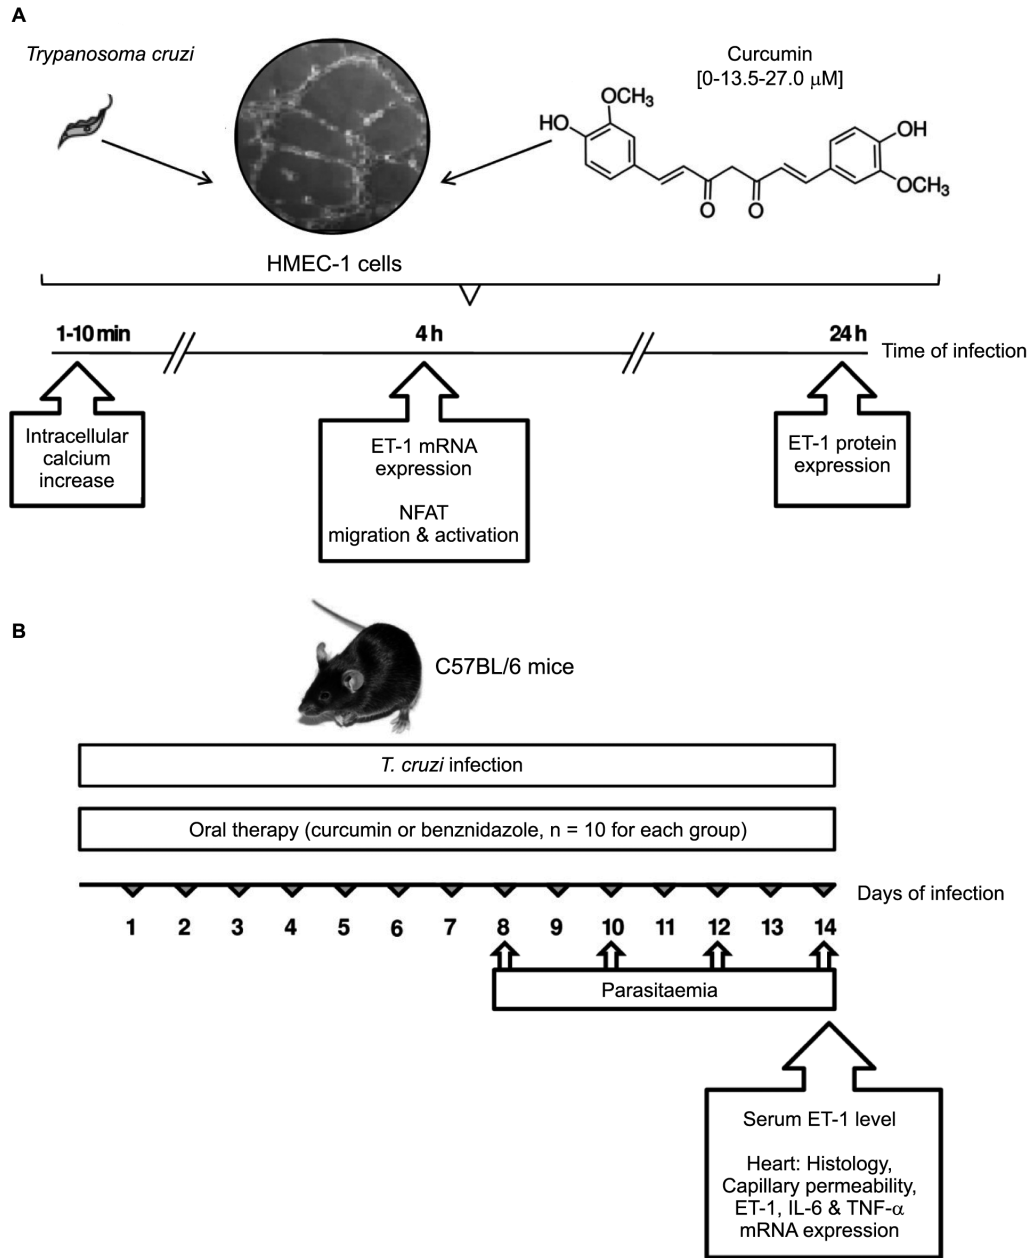 A
Trypanosoma cruzi
Curcumin
[0-13.5-27.0 μM]
OCH3
HO
OH
OCH3
O
O
HMEC-1 cells
1-10 min
4 h
24 h
Time of infection
Intracellular
calcium
increase
ET-1 mRNA
expression
NFAT
migration & activation
ET-1 protein
expression
B
C57BL/6 mice
T. cruzi infection
Oral therapy (curcumin or benznidazole, n = 10 for each group)
Days of infection
1 2 3 4 5 6 7 8 9 10 11 12 13 14
Parasitaemia
Serum ET-1 level
Heart: Histology,
Capillary permeability,
ET-1, IL-6 & TNF-α
mRNA expression